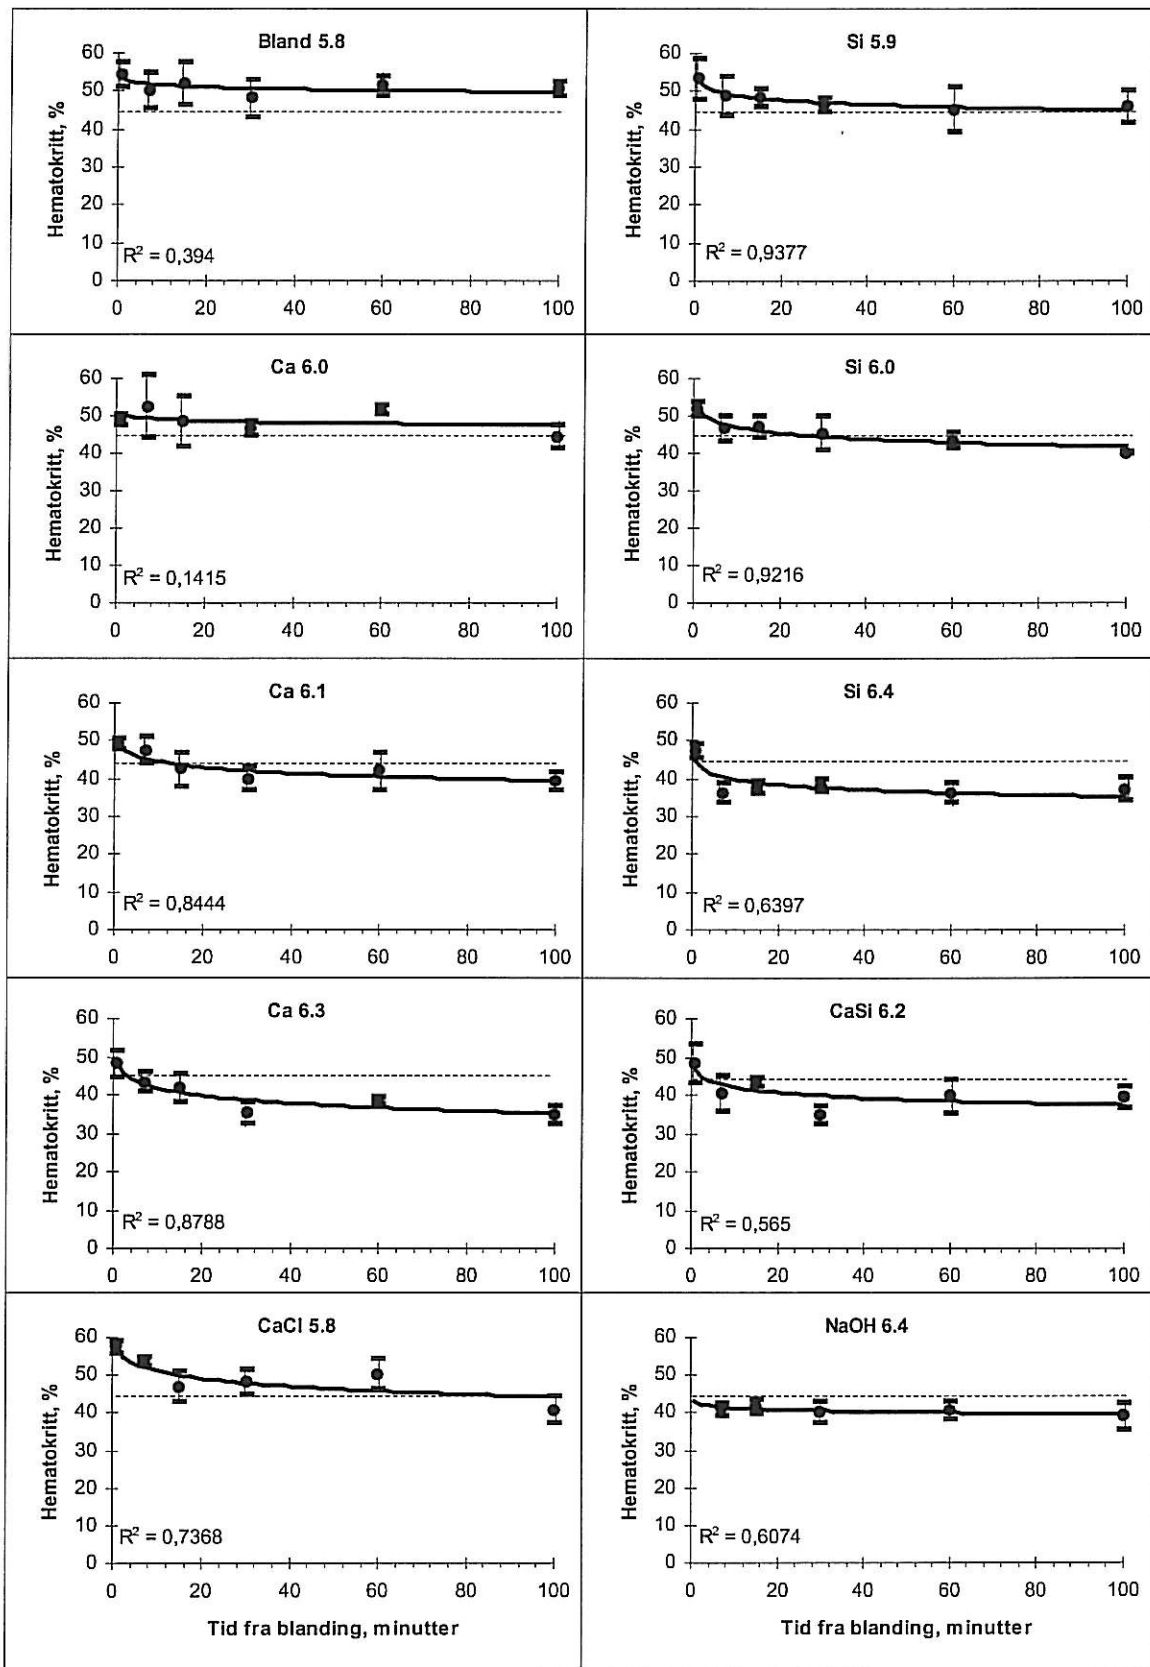 Bland 5.8
60
50
40
30
20
10
0
Hematokritt, %
R² = 0,394
0 20 40 60 80 100
Si 5.9
60
50
40
30
20
10
0
Hematokritt, %
R² = 0,9377
0 20 40 60 80 100
Ca 6.0
60
50
40
30
20
10
0
Hematokritt, %
R² = 0,1415
0 20 40 60 80 100
Si 6.0
60
50
40
30
20
10
0
Hematokritt, %
R² = 0,9216
0 20 40 60 80 100
Ca 6.1
60
50
40
30
20
10
0
Hematokritt, %
R² = 0,8444
0 20 40 60 80 100
Si 6.4
60
50
40
30
20
10
0
Hematokritt, %
R² = 0,6397
0 20 40 60 80 100
Ca 6.3
60
50
40
30
20
10
0
Hematokritt, %
R² = 0,8788
0 20 40 60 80 100
CaSi 6.2
60
50
40
30
20
10
0
Hematokritt, %
R² = 0,565
0 20 40 60 80 100
CaCl 5.8
60
50
40
30
20
10
0
Hematokritt, %
R² = 0,7368
0 20 40 60 80 100
Tid fra blanding, minutter
NaOH 6.4
60
50
40
30
20
10
0
Hematokritt, %
R² = 0,6074
0 20 40 60 80 100
Tid fra blanding, minutter